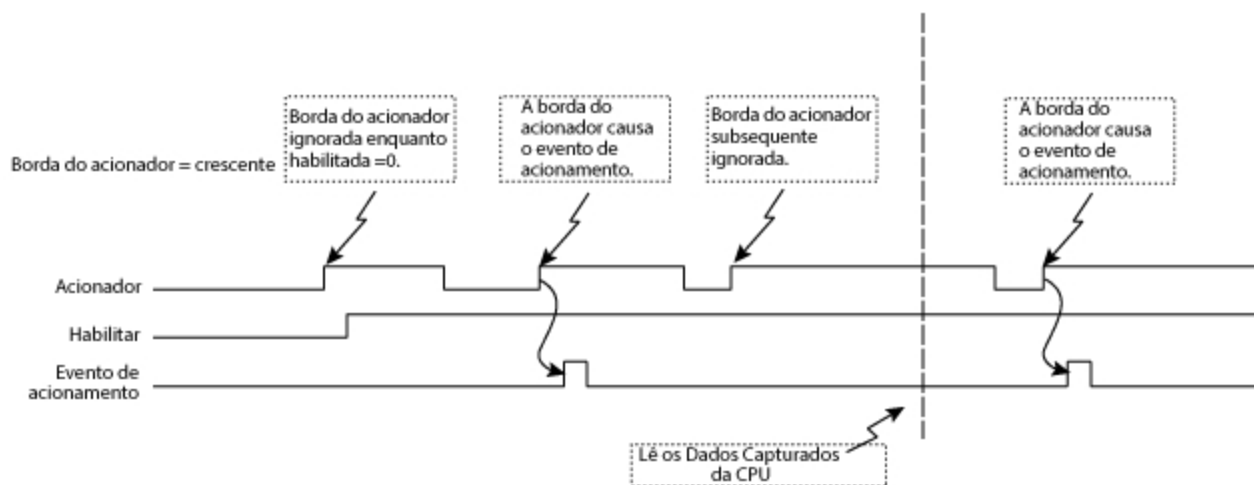 Borda do acionador = crescente
Borda do acionador
ignorada enquanto
habilitada =0.
A borda do
acionador causa
o evento de
acionamento.
Borda do acionador
subsequente
ignorada.
A borda do
acionador causa
o evento de
acionamento.
Acionador
Habilitar
Evento de
acionamento
Lê os Dados Capturados
da CPU